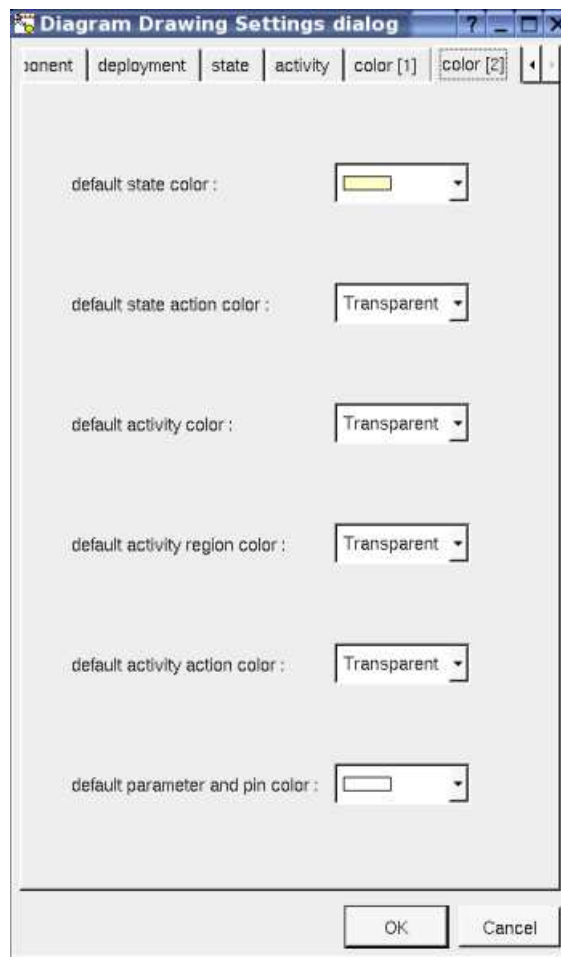 Diagram Drawing Settings dialog
ponent deployment state activity color [1] color [2]
default state color :
default state action color : Transparent
default activity color : Transparent
default activity region color : Transparent
default activity action color : Transparent
default parameter and pin color :
OK Cancel